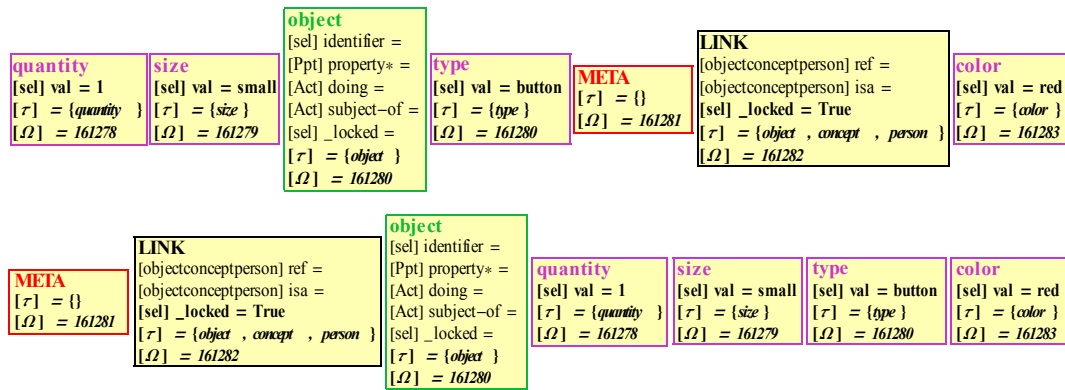 quantity
[sel] val = 1
[τ] = {quantity }
[Ω] = 161278
size
[sel] val = small
[τ] = {size }
[Ω] = 161279
object
[sel] identifier =
[Ppt] property* =
[Act] doing =
[Act] subject-of =
[sel] _locked =
[τ] = {object }
[Ω] = 161280
type
[sel] val = button
[τ] = {type }
[Ω] = 161280
META
[τ] = {}
[Ω] = 161281
LINK
[objectconceptperson] ref =
[objectconceptperson] isa =
[sel] _locked = True
[τ] = {object , concept , person }
[Ω] = 161282
color
[sel] val = red
[τ] = {color }
[Ω] = 161283
META
[τ] = {}
[Ω] = 161281
LINK
[objectconceptperson] ref =
[objectconceptperson] isa =
[sel] _locked = True
[τ] = {object , concept , person }
[Ω] = 161282
object
[sel] identifier =
[Ppt] property* =
[Act] doing =
[Act] subject-of =
[sel] _locked =
[τ] = {object }
[Ω] = 161280
quantity
[sel] val = 1
[τ] = {quantity }
[Ω] = 161278
size
[sel] val = small
[τ] = {size }
[Ω] = 161279
type
[sel] val = button
[τ] = {type }
[Ω] = 161280
color
[sel] val = red
[τ] = {color }
[Ω] = 161283